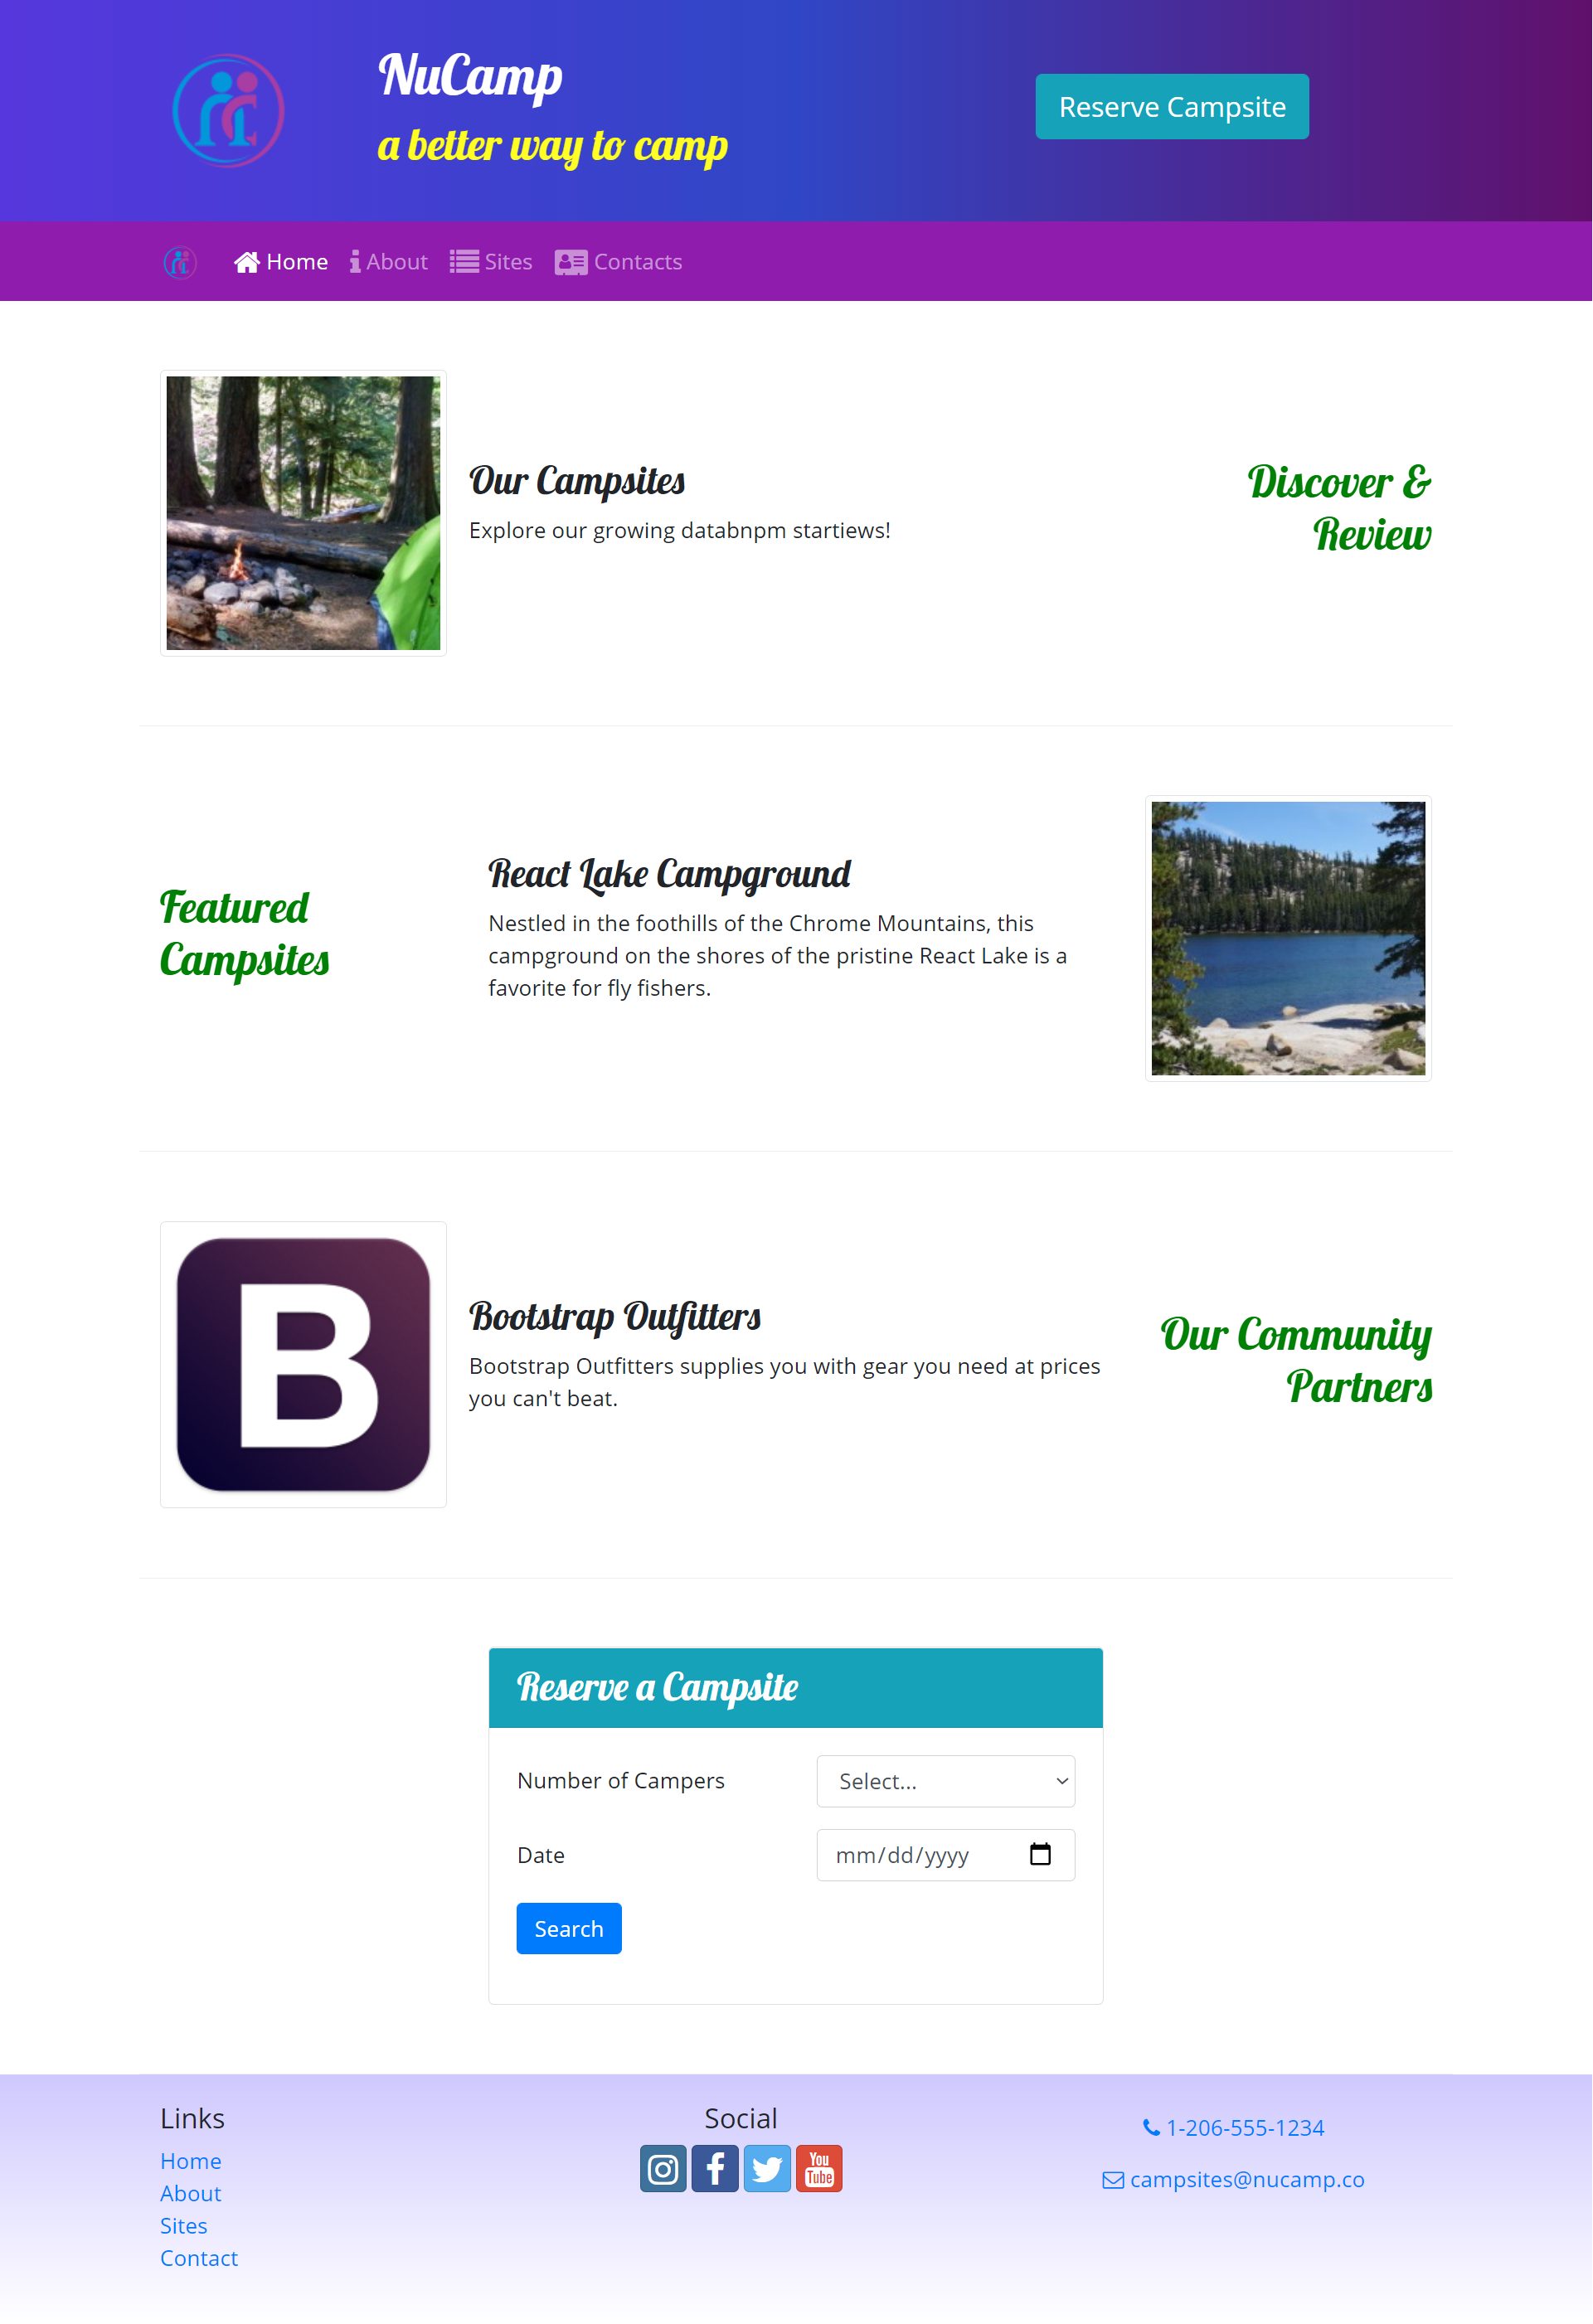 NuCamp
a better way to camp
Reserve Campsite
Home
About
Sites
Contacts
Our Campsites
Explore our growing databnpm startiews!
Discover &
Review
Featured
Campsites
React Lake Campground
Nestled in the foothills of the Chrome Mountains, this
campground on the shores of the pristine React Lake is a
favorite for fly fishers.
B
Bootstrap Outfitters
Bootstrap Outfitters supplies you with gear you need at prices
you can't beat.
Our Community
Partners
Reserve a Campsite
Number of Campers
Select...
Date
mm/dd/yyyy
Search
Links
Home
About
Sites
Contact
Social
You
Tube
1-206-555-1234
campsites@nucamp.co